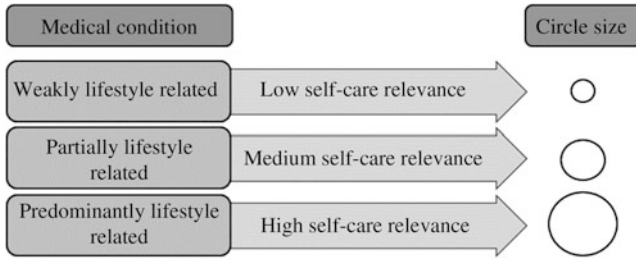 Medical condition
Circle size
Weakly lifestyle related
Low self-care relevance
Partially lifestyle
related
Medium self-care relevance
Predominantly lifestyle
related
High self-care relevance